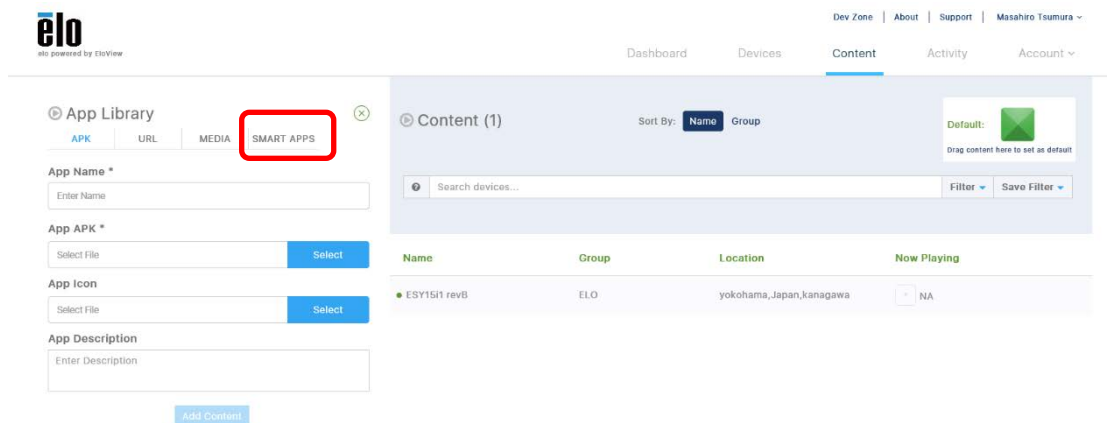 elo
elo powered by EloView
Dev Zone | About | Support | Masahiro Tsumura
Dashboard Devices Content Activity Account
App Library
APK URL MEDIA SMART APPS
App Name *
Enter Name
App APK *
Select File Select
App Icon
Select File Select
App Description
Enter Description
Add Content
Content (1)
Sort By: Name Group
Default:
Drag content here to set as default
Search devices...
Filter Save Filter
Name Group Location Now Playing
ESY15i1 revB ELO yokohama,Japan,kanagawa NA